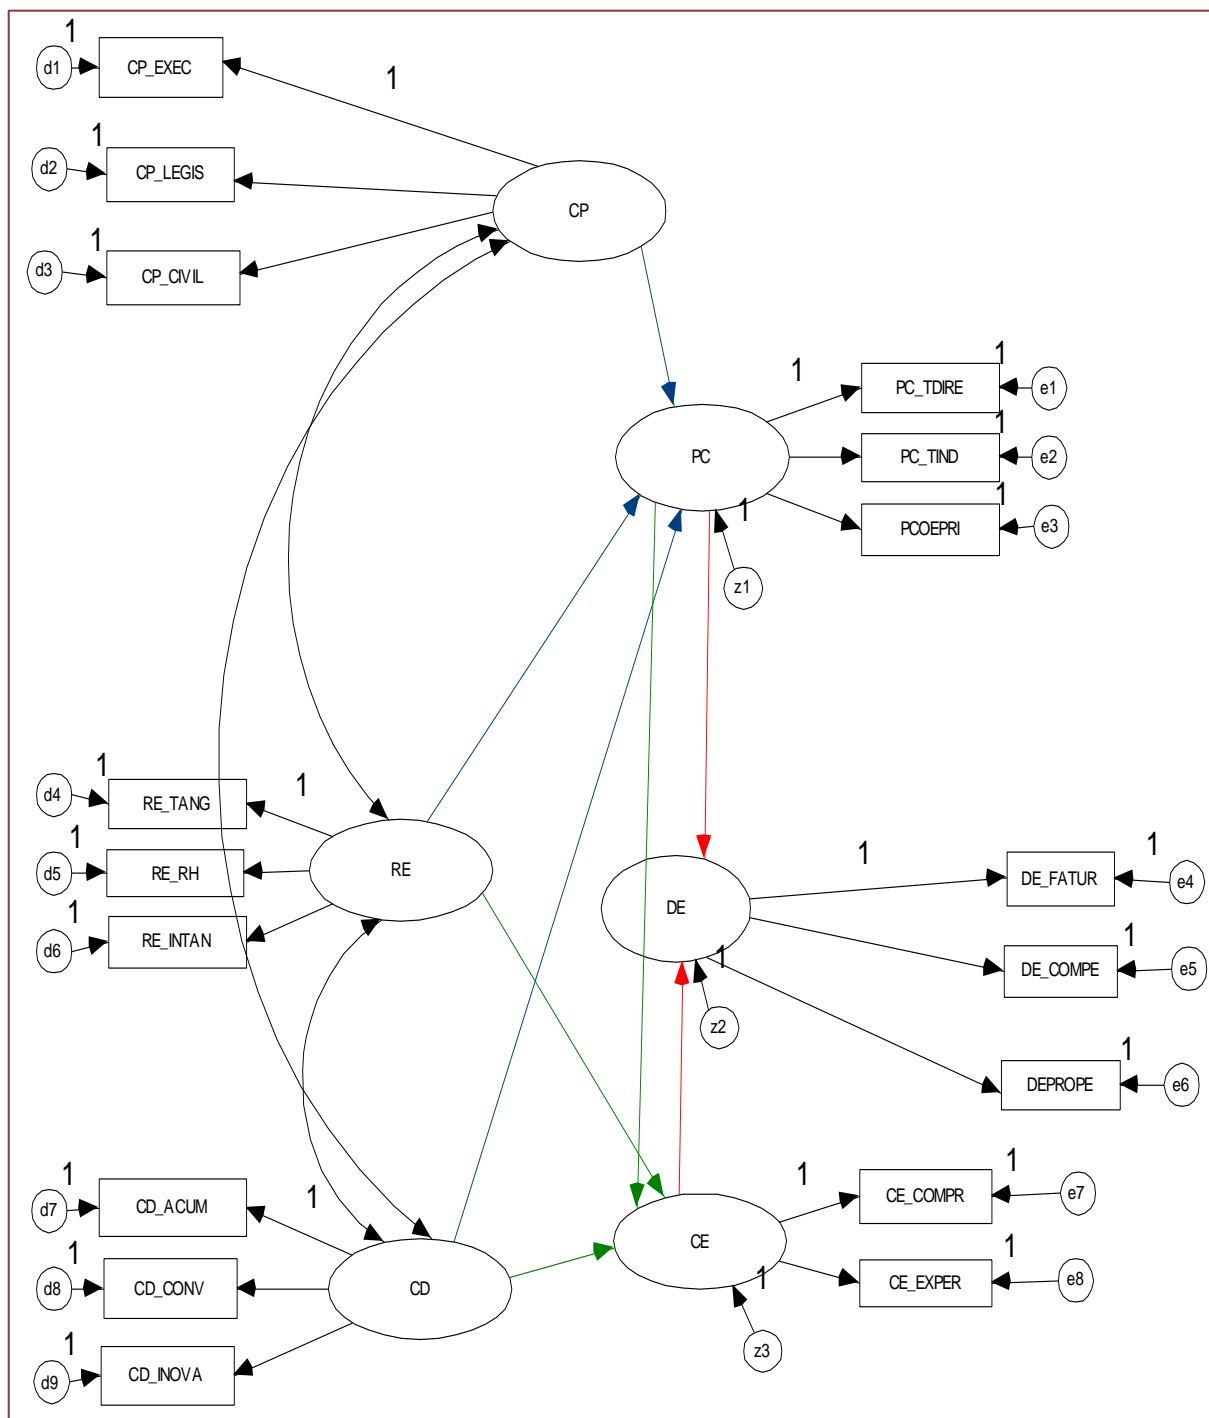 1
d1
CP_EXEC
1
1
d2
CP_LEGIS
CP
1
d3
CP_CIVIL
1
1
PC_TDIRE
e1
1
PC
PC_TIND
e2
1
1
PCOEPRI
e3
z1
1
1
d4
RE_TANG
1
d5
RE_RH
RE
1
d6
RE_INTAN
1
1
DE_FATUR
e4
DE
1
1
DE_COMPE
e5
z2
1
DEPROPE
e6
1
1
d7
CD_ACUM
1
1
CE_COMPR
e7
1
d8
CD_CONV
CD
CE
1
1
CE_EXPER
e8
1
d9
CD_INOVA
z3